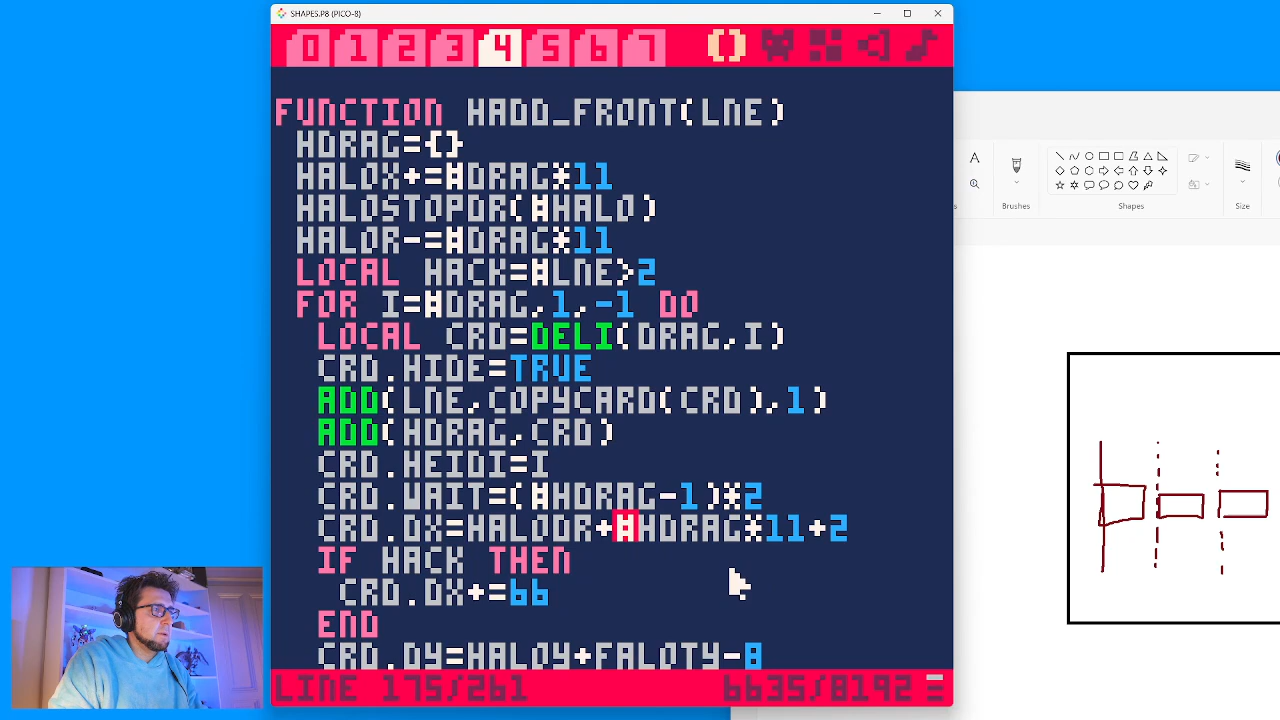 SHAPES.P8 (PICO-8)
0 1 2 3 4 5 6 7
FUNCTION HADD_FRONT(LNE)
HDRAG={}
HALOX+=#DRAG*11
HALOSTOPDR(#HALO)
HALOR-=#DRAG*11
LOCAL HACK=#LNE>2
FOR I=#DRAG,1,-1 DO
LOCAL CRD=DELI(DRAG,I)
CRD.HIDE=TRUE
ADD(LNE,COPYCARD(CRD),1)
ADD(HDRAG,CRD)
CRD.HEIDI=I
CRD.WAIT=(#HDRAG-1)*2
CRD.DX=HALODR+#HDRAG*11+2
IF HACK THEN
CRD.DX+=66
END
CRD.DY=HALOY+FALOTY-8
LINE 175/261 6635/8192
A
Brushes
Shapes
Size